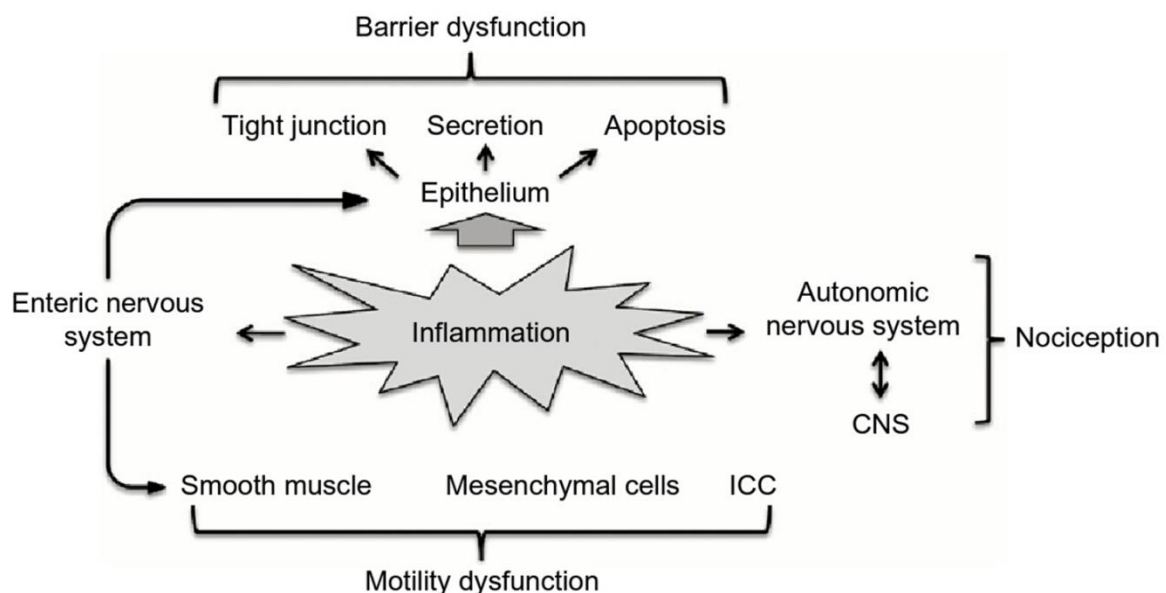 Barrier dysfunction
Tight junction
Secretion
Apoptosis
Epithelium
Enteric nervous
system
Inflammation
Autonomic
nervous system
Nociception
CNS
Smooth muscle
Mesenchymal cells
ICC
Motility dysfunction